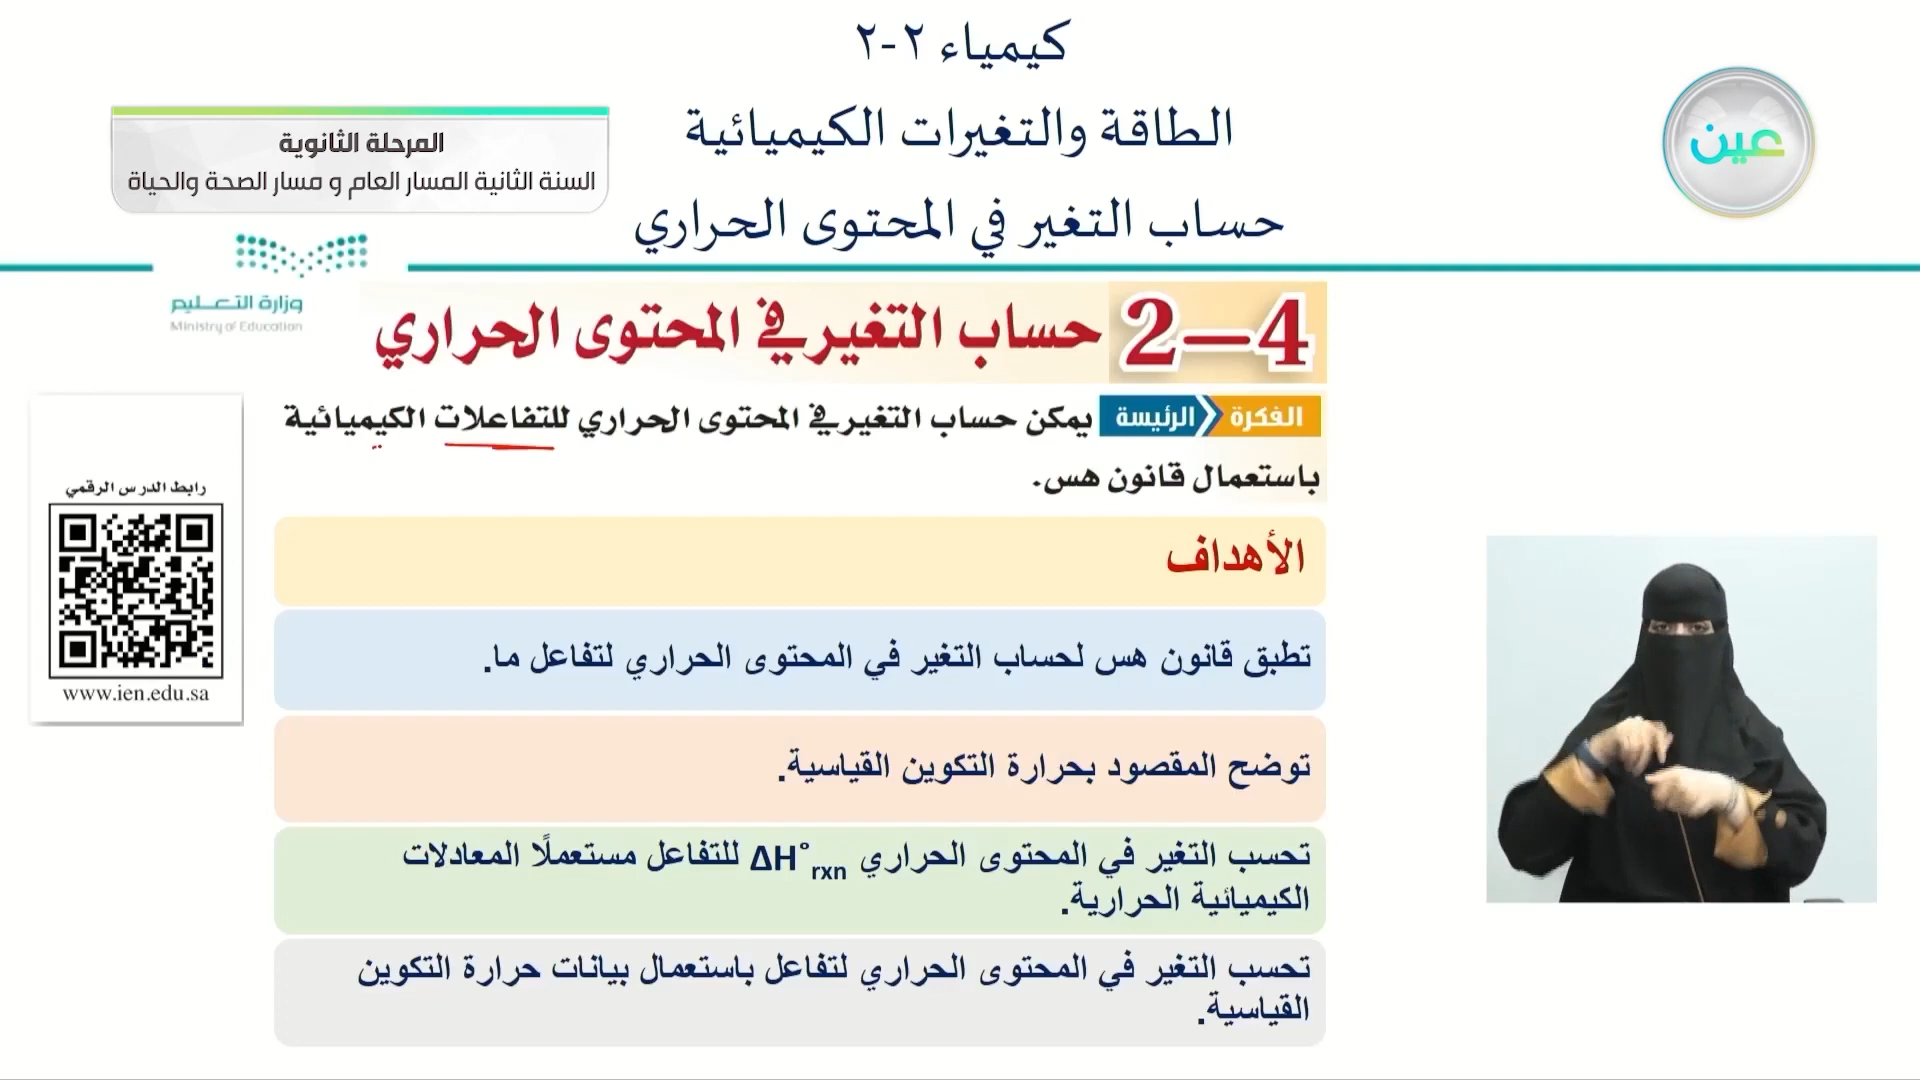 كيمياء ٢-٢
الطاقة والتغيرات الكيميائية
حساب التغير في المحتوى الحراري
عين
المرحلة الثانوية
السنة الثانية المسار العام و مسار الصحة والحياة
وزارة التعليم
Ministry of Education
2–4 حساب التغير في المحتوى الحراري
الفكرة الرئيسة يمكن حساب التغير في المحتوى الحراري للتفاعلات الكيميائية
باستعمال قانون هس.
رابط الدرس الرقمي
www.ien.edu.sa
الأهداف
تطبق قانون هس لحساب التغير في المحتوى الحراري لتفاعل ما.
توضح المقصود بحرارة التكوين القياسية.
تحسب التغير في المحتوى الحراري ΔH°rxn للتفاعل مستعملًا المعادلات
الكيميائية الحرارية.
تحسب التغير في المحتوى الحراري لتفاعل باستعمال بيانات حرارة التكوين
القياسية.